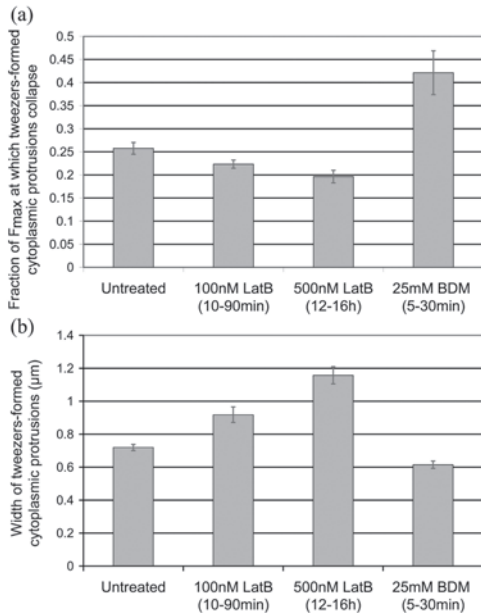 (a)
Fraction of Fmax at which tweezers-formed
cytoplasmic protrusions collapse
0.5
0.45
0.4
0.35
0.3
0.25
0.2
0.15
0.1
0.05
0
Untreated 100nM LatB 500nM LatB 25mM BDM
(10-90min) (12-16h) (5-30min)
(b)
Width of tweezers-formed
cytoplasmic protrusions (µm)
1.4
1.2
1
0.8
0.6
0.4
0.2
0
Untreated 100nM LatB 500nM LatB 25mM BDM
(10-90min) (12-16h) (5-30min)